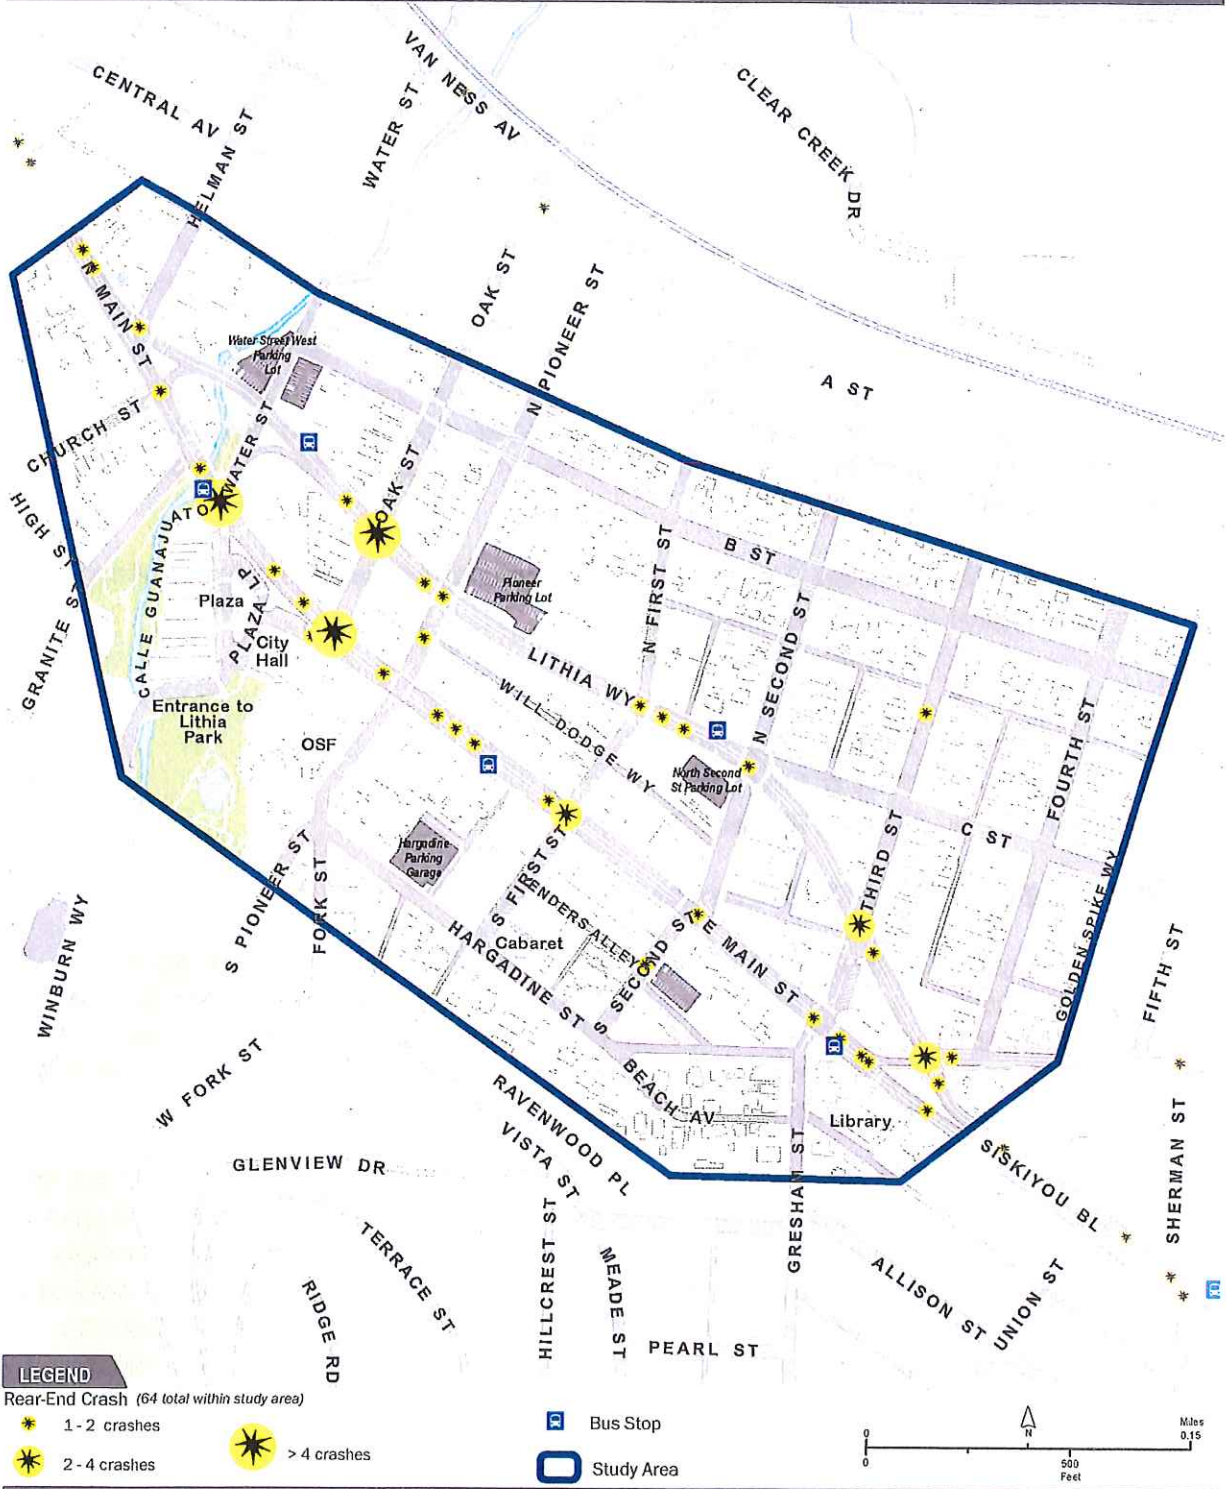 CENTRAL AV
HELMAN ST
WATER ST
VAN NESS AV
CLEAR CREEK DR
OAK ST
N PIONEER ST
A ST
N MAIN ST
Water Street West
Parking
Lot
CHURCH ST
WATER ST
OAK ST
HIGH ST
GRANITE ST
CALLE GUANAJUATO
Plaza
PLAZA LP
City
Hall
Pioneer
Parking Lot
N FIRST ST
B ST
N SECOND ST
LITHIA WY
WILL DODGE WY
Entrance to
Lithia
Park
OSF
North Second
St Parking Lot
FOURTH ST
THIRD ST
C ST
Hargadine
Parking
Garage
S PIONEER ST
FORK ST
S FIRST ST
ENDERS ALLEY
Cabaret
HARGADINE ST
S SECOND ST
E MAIN ST
GOLDEN SPIKE WY
FIFTH ST
WINBURN WY
W FORK ST
BEACH AV
RAVENWOOD PL
VISTA ST
Library
GRESHAM ST
SISKIYOU BL
SHERMAN ST
GLENVIEW DR
TERRACE ST
RIDGE RD
HILLCREST ST
MEADE ST
PEARL ST
ALLISON ST
UNION ST
LEGEND
Rear-End Crash (64 total within study area)
1-2 crashes
2-4 crashes
> 4 crashes
Bus Stop
Study Area
N
0
Miles
0.15
0
500
Feet